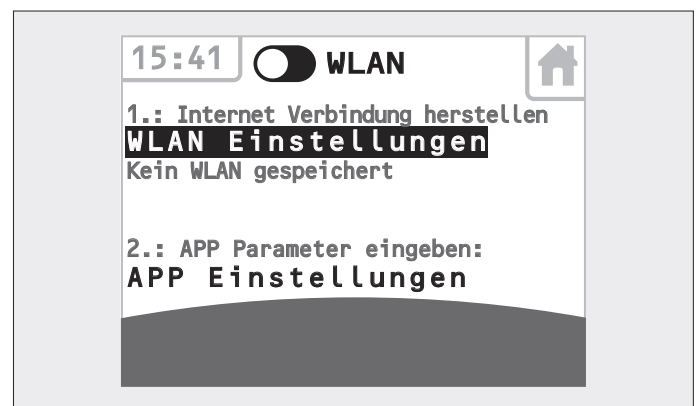 15:41 WLAN
1.: Internet Verbindung herstellen
WLAN Einstellungen
Kein WLAN gespeichert
2.: APP Parameter eingeben:
APP Einstellungen